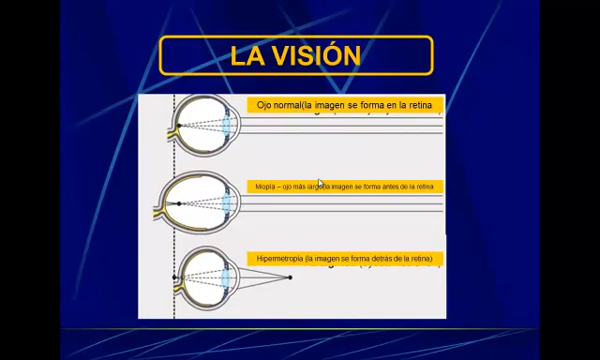 LA VISIÓN
Ojo normal(la imagen se forma en la retina
Miopía – ojo más largo(la imagen se forma antes de la retina
Hipermetropía (la imagen se forma detrás de la retina)